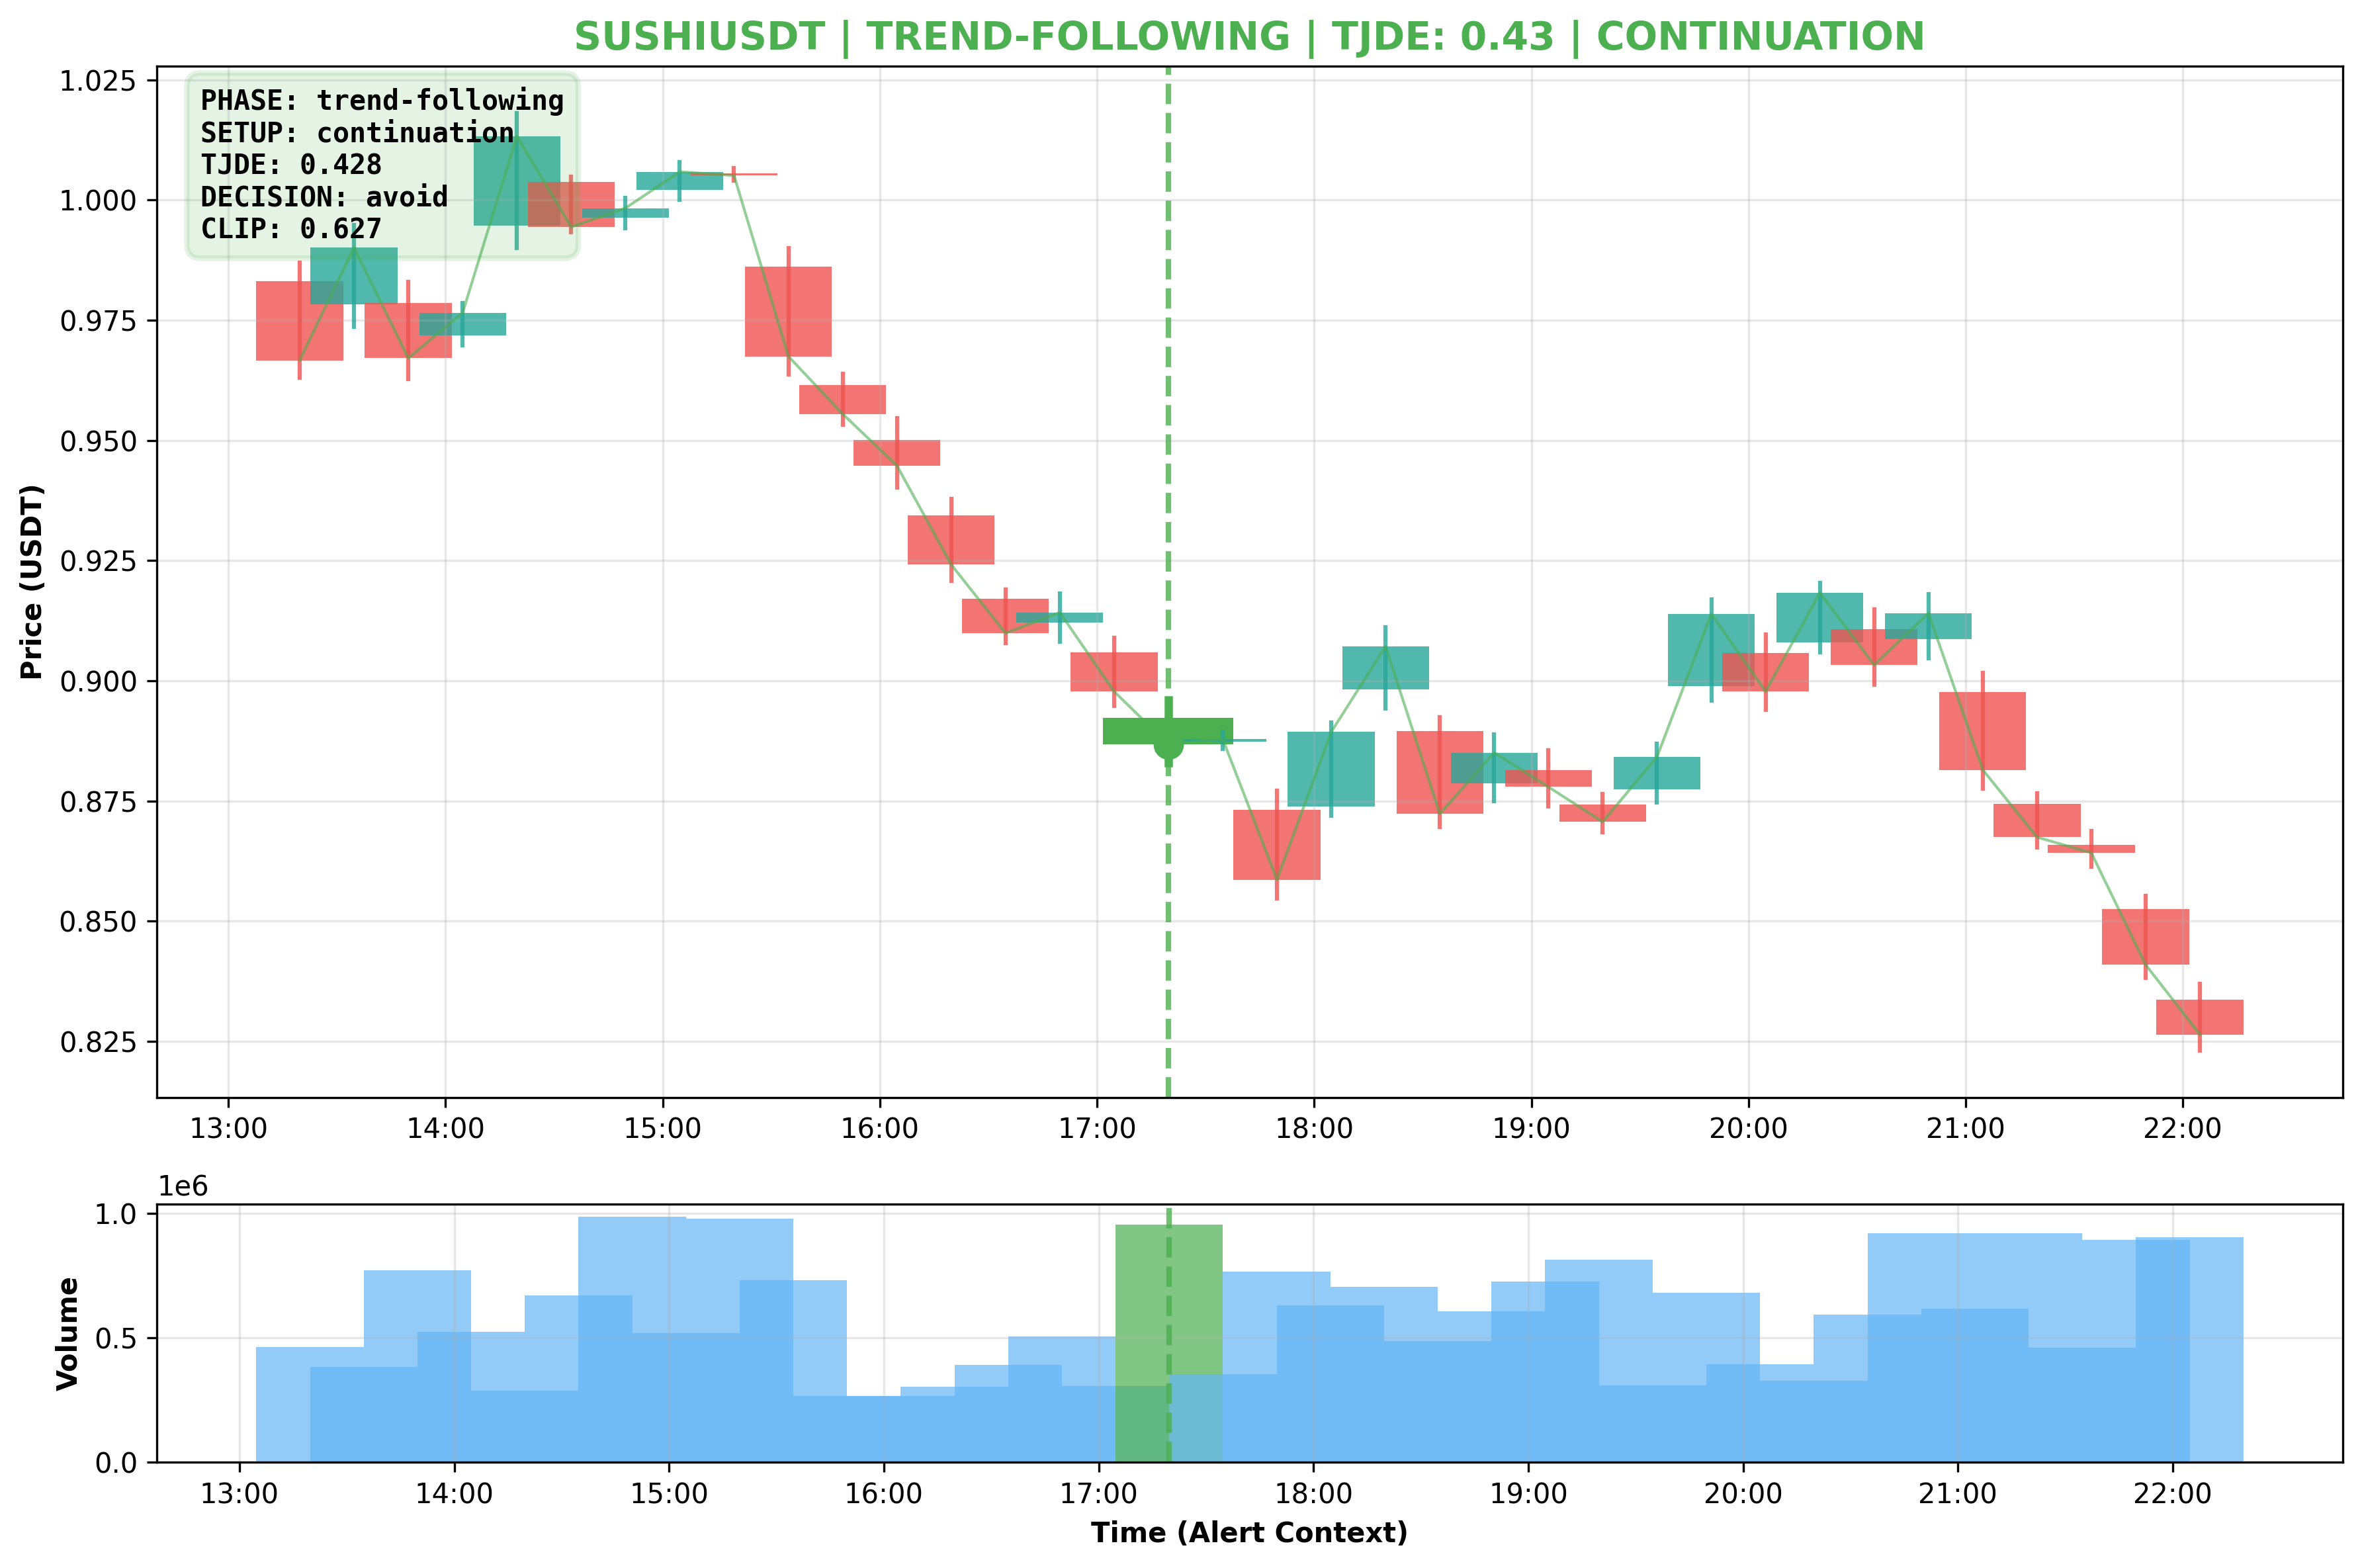 SUSHIUSDT | TREND-FOLLOWING | TJDE: 0.43 | CONTINUATION
PHASE: trend-following
SETUP: continuation
TJDE: 0.428
DECISION: avoid
CLIP: 0.627
Price (USDT)
1.025
1.000
0.975
0.950
0.925
0.900
0.875
0.850
0.825
13:00 14:00 15:00 16:00 17:00 18:00 19:00 20:00 21:00 22:00
1e6
Volume
1.0
0.5
0.0
13:00 14:00 15:00 16:00 17:00 18:00 19:00 20:00 21:00 22:00
Time (Alert Context)